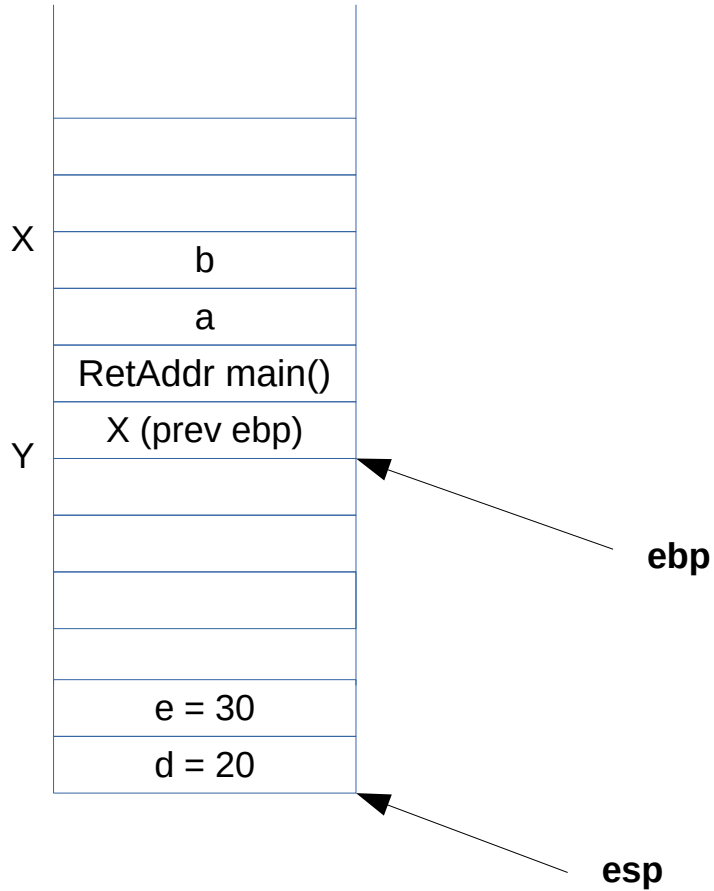 X
b
a
RetAddr main()
X (prev ebp)
Y
ebp
e = 30
d = 20
esp